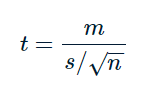 t = m / (s/√n)